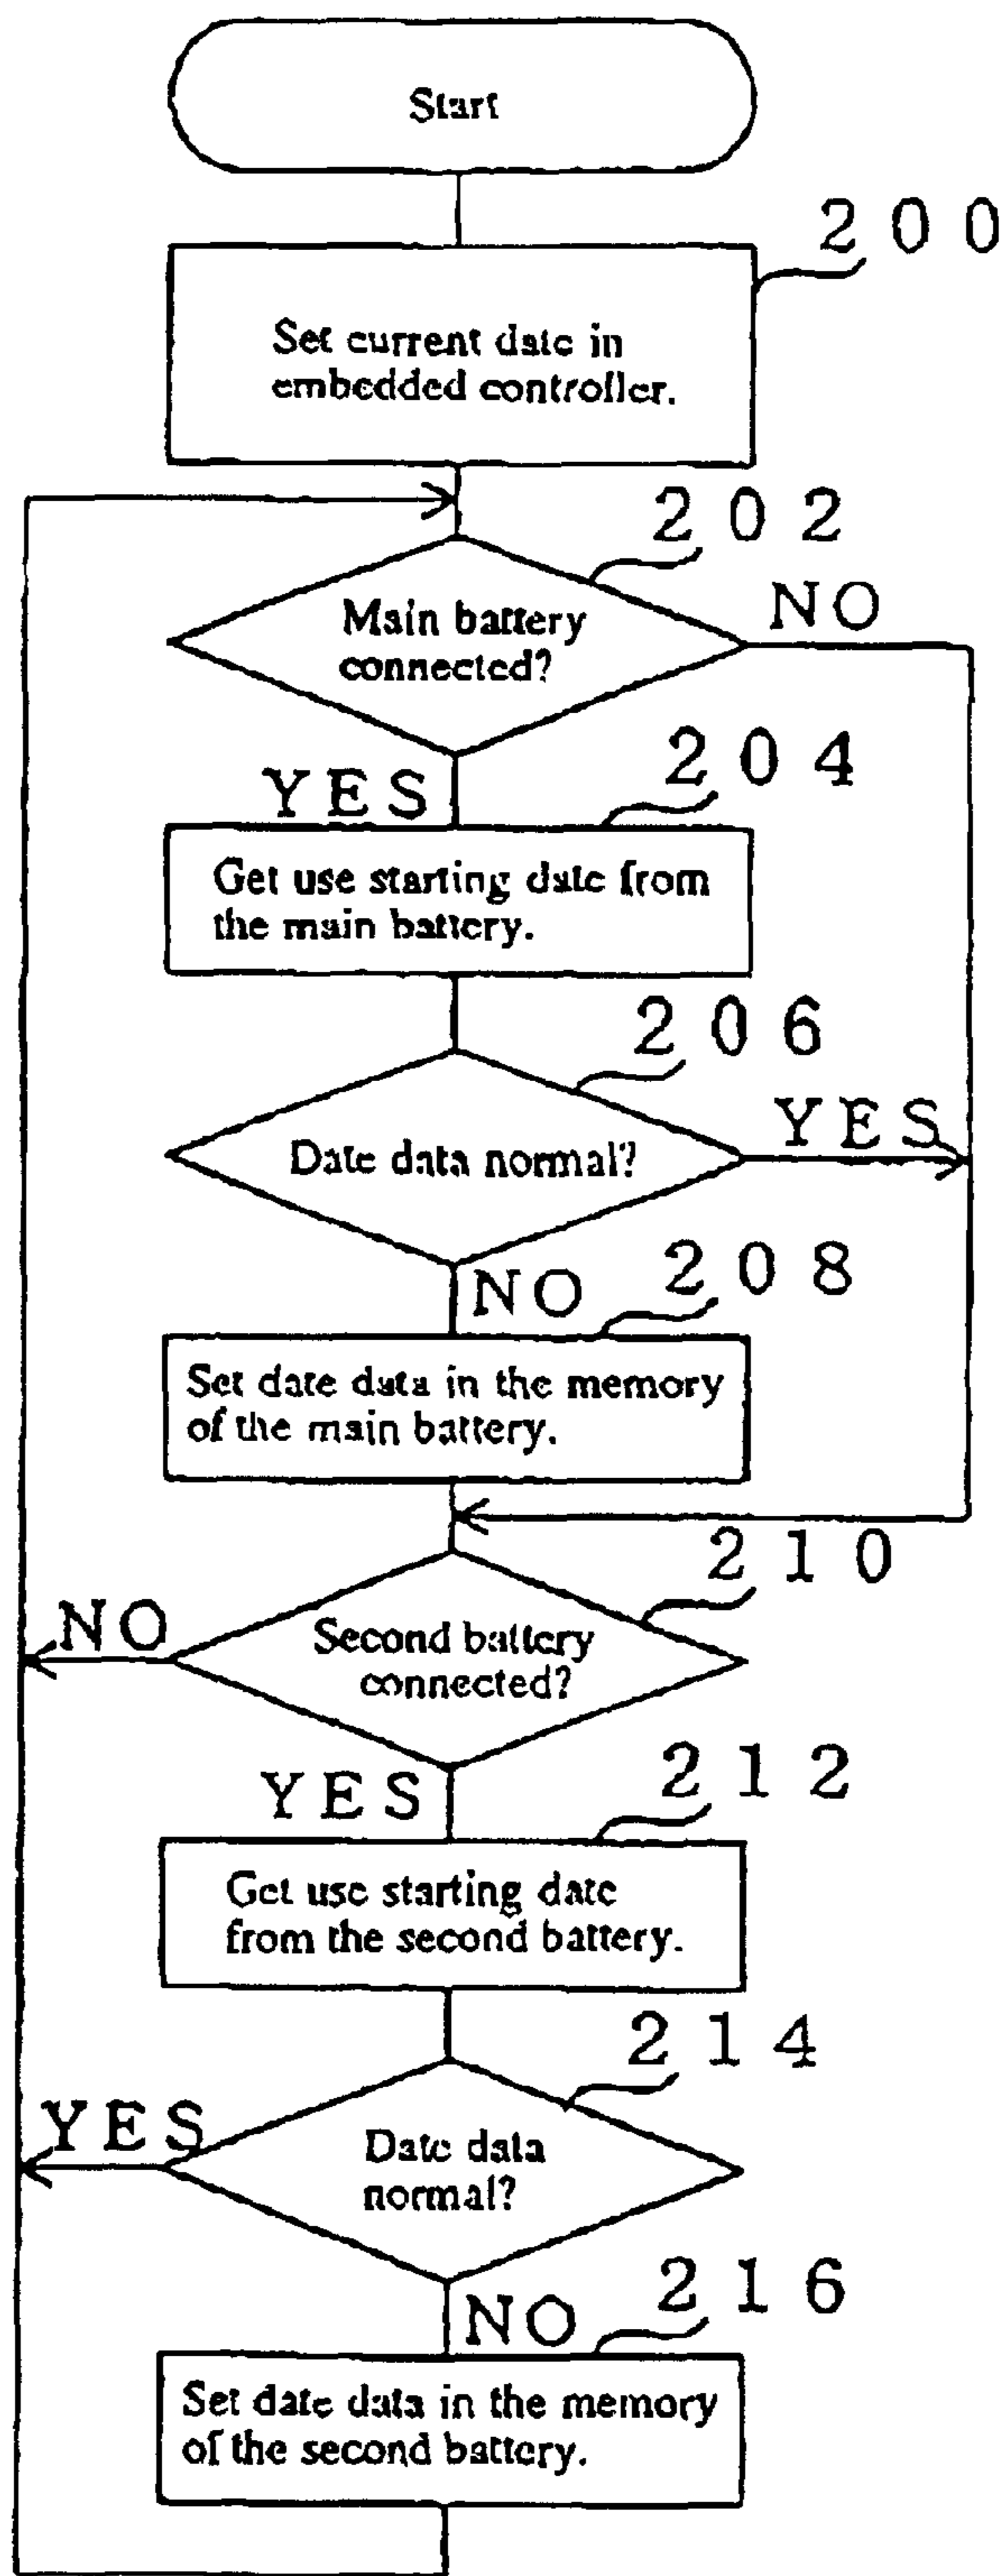 Start
200
Set current date in
embedded controller.
202
Main battery
connected?
NO
YES
204
Get use starting date from
the main battery.
206
Date data normal?
YES
NO
208
Set date data in the memory
of the main battery.
210
Second battery
connected?
NO
YES
212
Get use starting date
from the second battery.
214
Date data
normal?
YES
NO
216
Set date data in the memory
of the second battery.